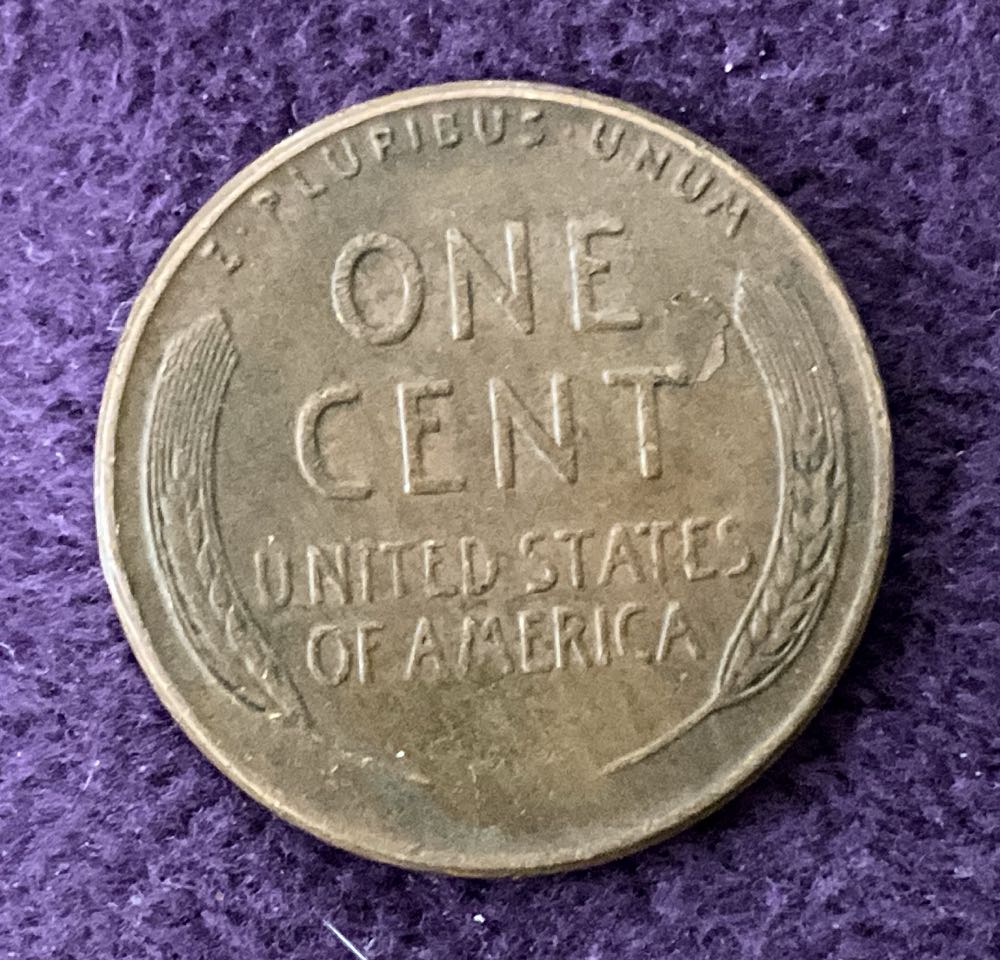 E · PLURIBUS · UNUM
ONE
CENT
UNITED STATES
OF AMERICA